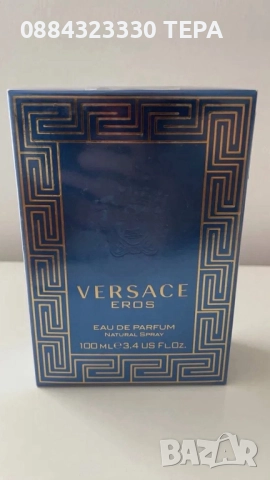 0884323330 ТЕРА
VERSACE
EROS
EAU DE PARFUM
NATURAL SPRAY
100 ML ℮ 3.4 US FL.OZ.
BAZAR